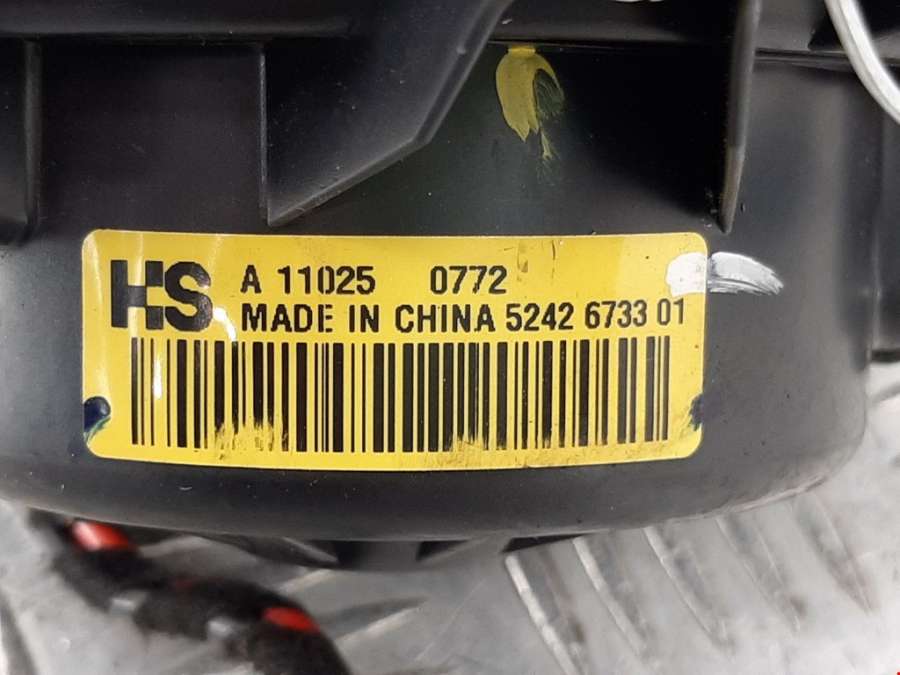 HS A 11025 0772
MADE IN CHINA 5242 6733 01